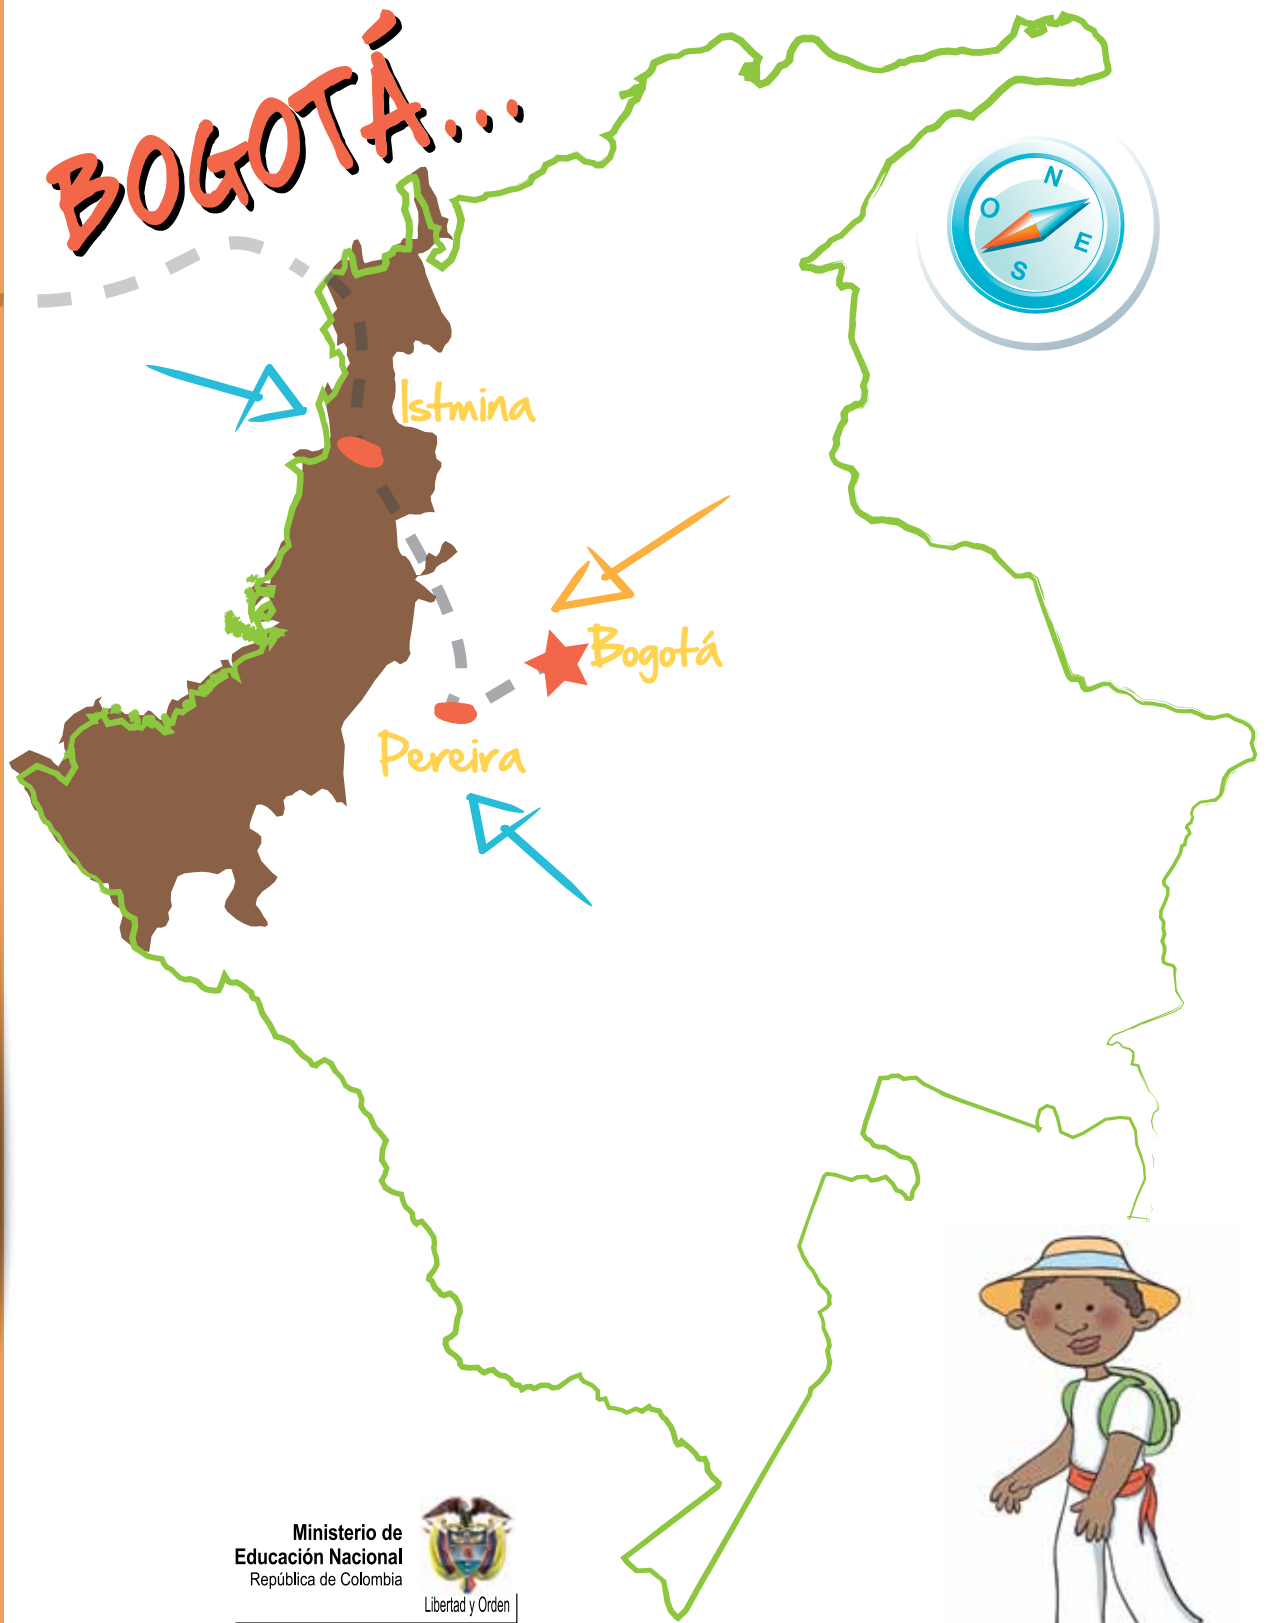 BOGOTÁ...
N
O
E
S
Istmina
Bogotá
Pereira
Ministerio de
Educación Nacional
República de Colombia
Libertad y Orden